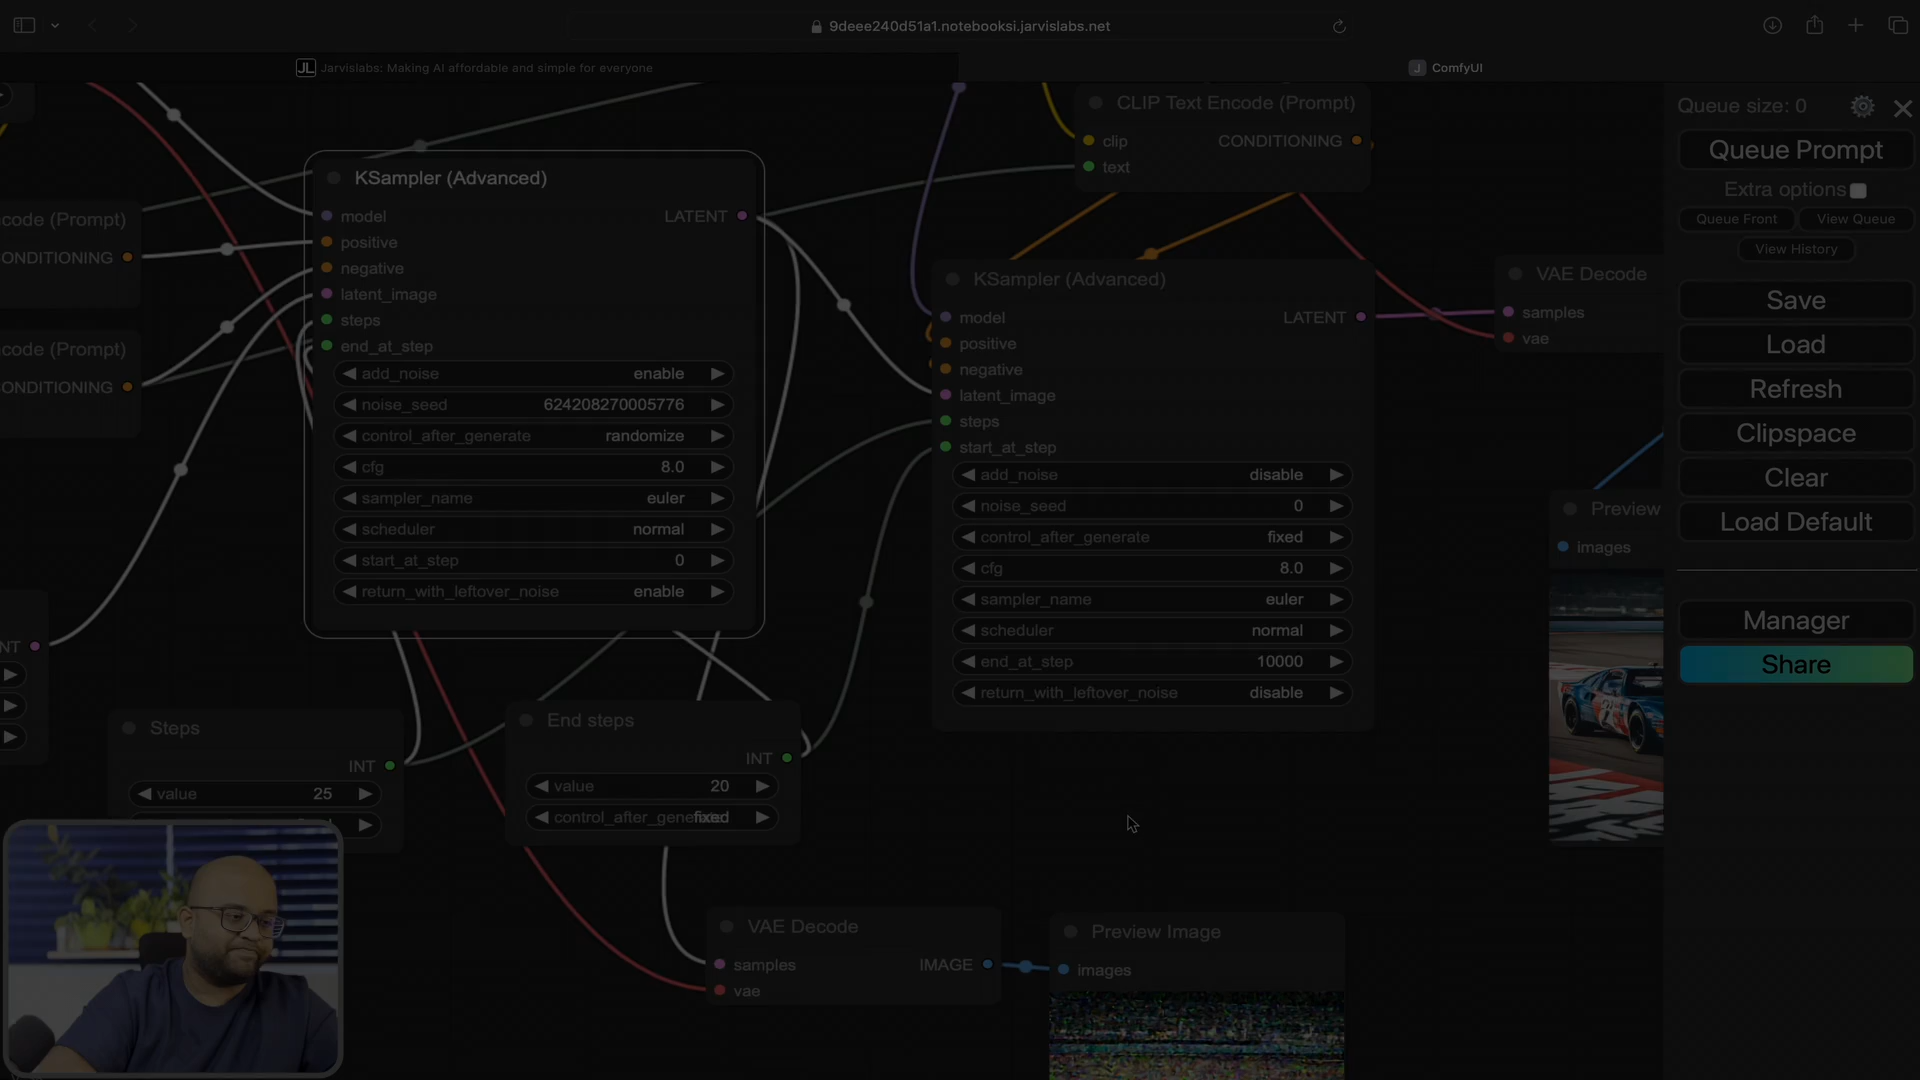 9deee240d51a1.notebooksi.jarvislabs.net
JL Jarvislabs: Making AI affordable and simple for everyone
J ComfyUI
CLIP Text Encode (Prompt)
clip
CONDITIONING
text
KSampler (Advanced)
model
LATENT
positive
negative
latent_image
steps
end_at_step
add_noise enable
noise_seed 624208270005776
control_after_generate randomize
cfg 8.0
sampler_name euler
scheduler normal
start_at_step 0
return_with_leftover_noise enable
ncode (Prompt)
ONDITIONING
ncode (Prompt)
ONDITIONING
NT
KSampler (Advanced)
model
LATENT
positive
negative
latent_image
steps
start_at_step
add_noise disable
noise_seed 0
control_after_generate fixed
cfg 8.0
sampler_name euler
scheduler normal
end_at_step 10000
return_with_leftover_noise disable
VAE Decode
samples
vae
Preview
images
Steps
INT
value 25
End steps
INT
value 20
control_after_generate fixed
VAE Decode
samples
IMAGE
vae
Preview Image
images
Queue size: 0
Queue Prompt
Extra options
Queue Front
View Queue
View History
Save
Load
Refresh
Clipspace
Clear
Load Default
Manager
Share